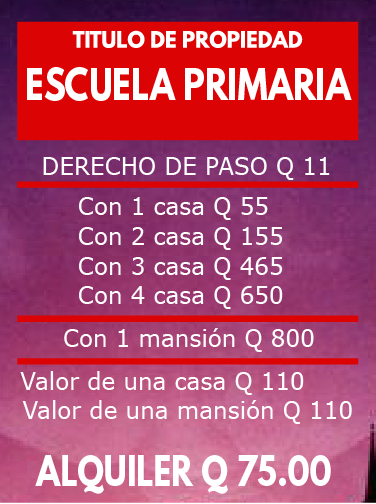 TITULO DE PROPIEDAD
ESCUELA PRIMARIA
DERECHO DE PASO Q 11
Con 1 casa Q 55
Con 2 casa Q 155
Con 3 casa Q 465
Con 4 casa Q 650
Con 1 mansión Q 800
Valor de una casa Q 110
Valor de una mansión Q 110
ALQUILER Q 75.00